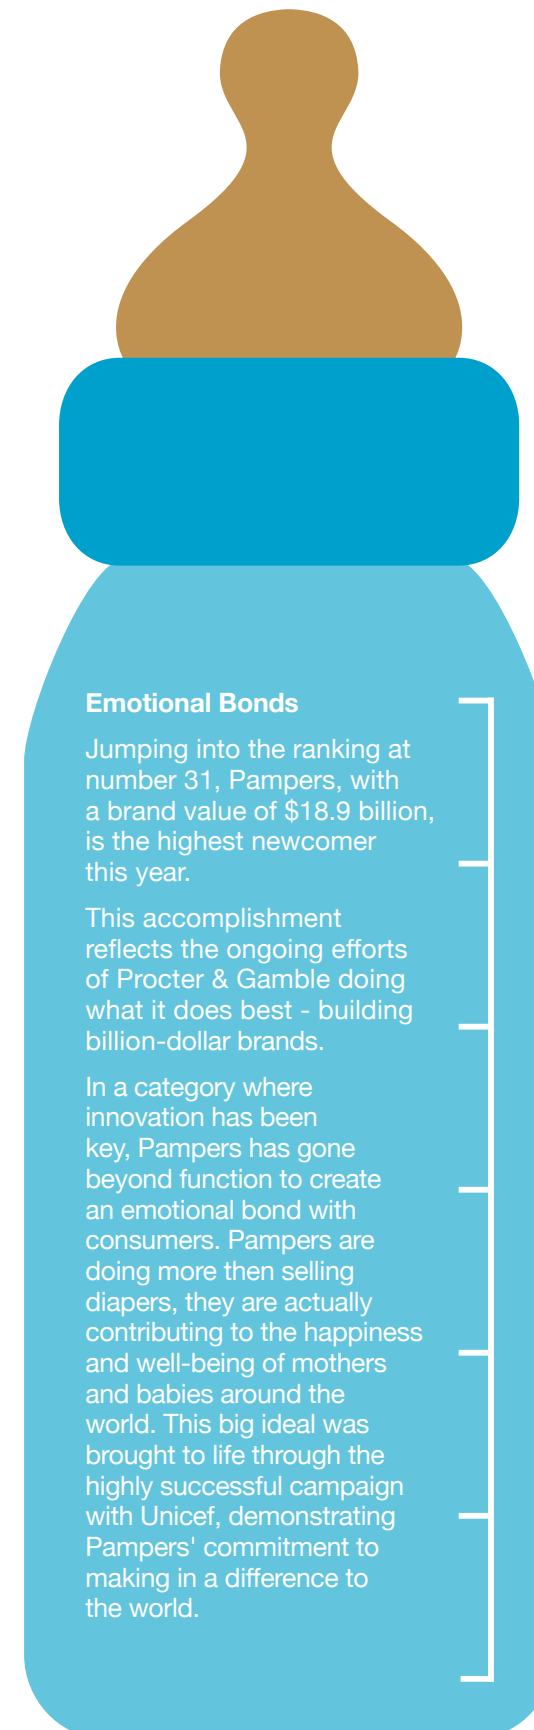 Emotional Bonds
Jumping into the ranking at
number 31, Pampers, with
a brand value of $18.9 billion,
is the highest newcomer
this year.
This accomplishment
reflects the ongoing efforts
of Procter & Gamble doing
what it does best - building
billion-dollar brands.
In a category where
innovation has been
key, Pampers has gone
beyond function to create
an emotional bond with
consumers. Pampers are
doing more then selling
diapers, they are actually
contributing to the happiness
and well-being of mothers
and babies around the
world. This big ideal was
brought to life through the
highly successful campaign
with Unicef, demonstrating
Pampers' commitment to
making in a difference to
the world.